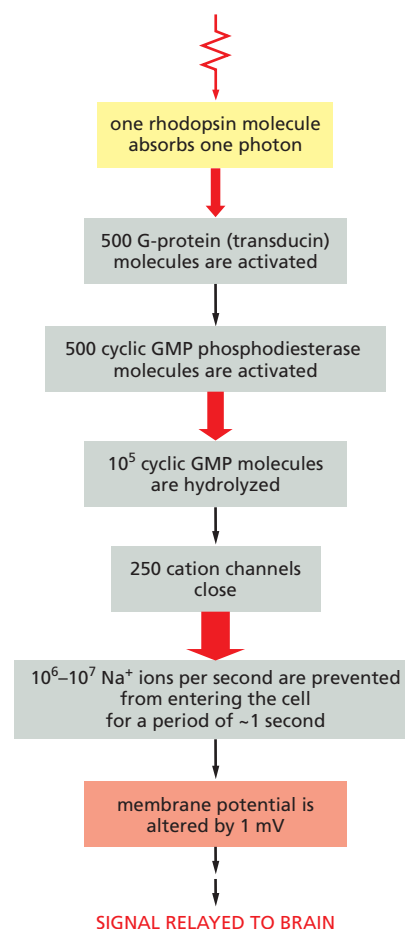 one rhodopsin molecule
absorbs one photon
500 G-protein (transducin)
molecules are activated
500 cyclic GMP phosphodiesterase
molecules are activated
10⁵ cyclic GMP molecules
are hydrolyzed
250 cation channels
close
10⁶–10⁷ Na⁺ ions per second are prevented
from entering the cell
for a period of ~1 second
membrane potential is
altered by 1 mV
SIGNAL RELAYED TO BRAIN